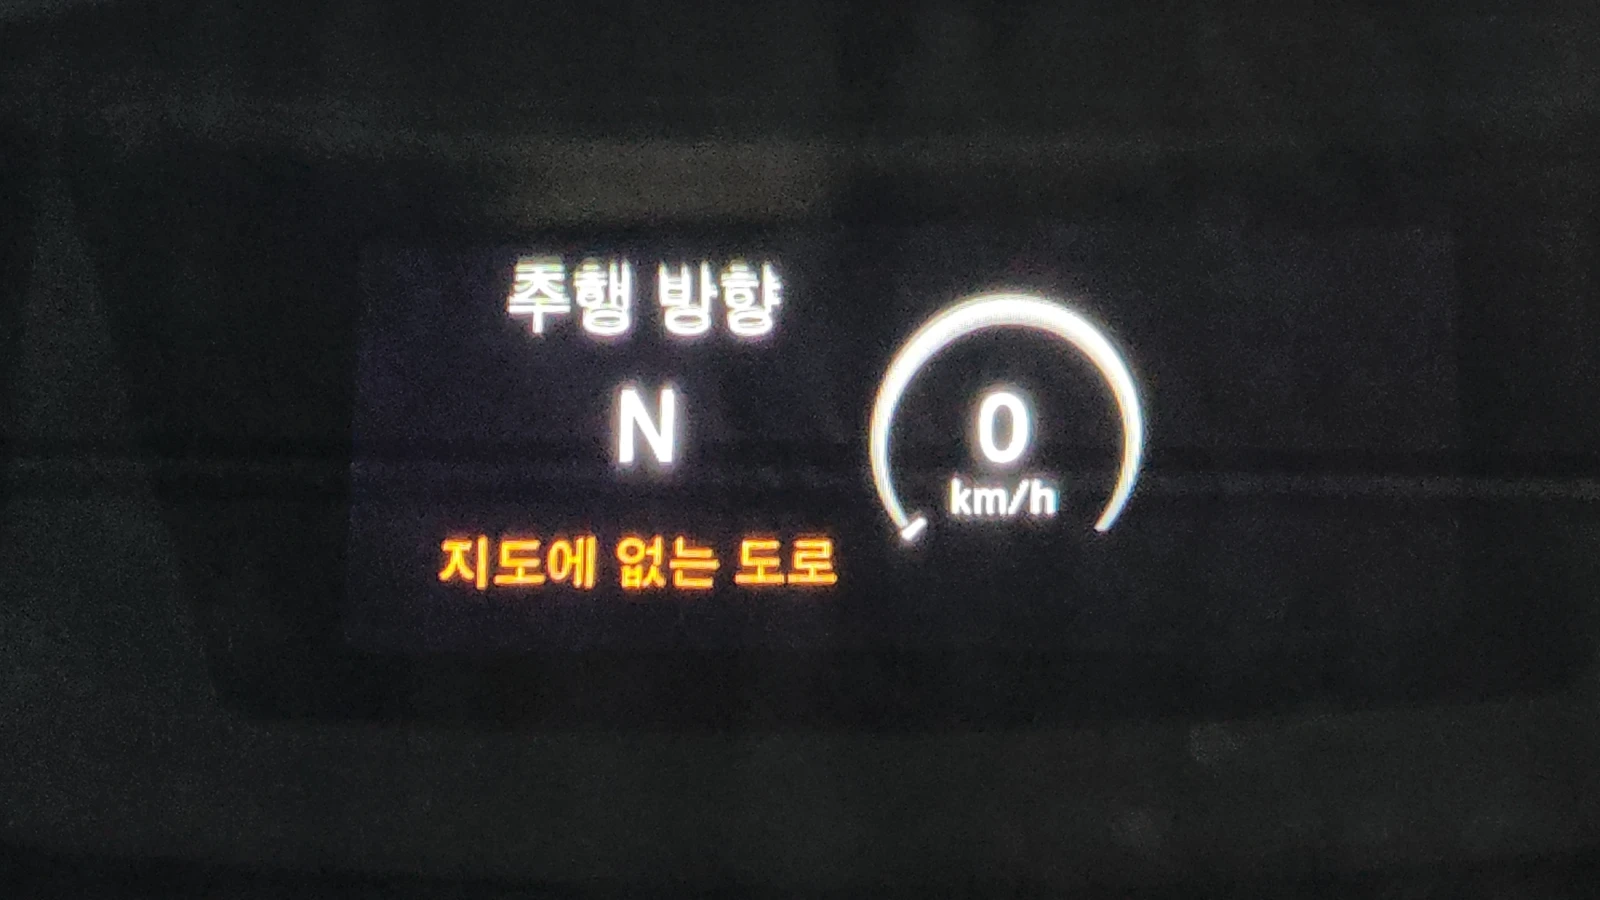 주행 방향
N
0
km/h
지도에 없는 도로